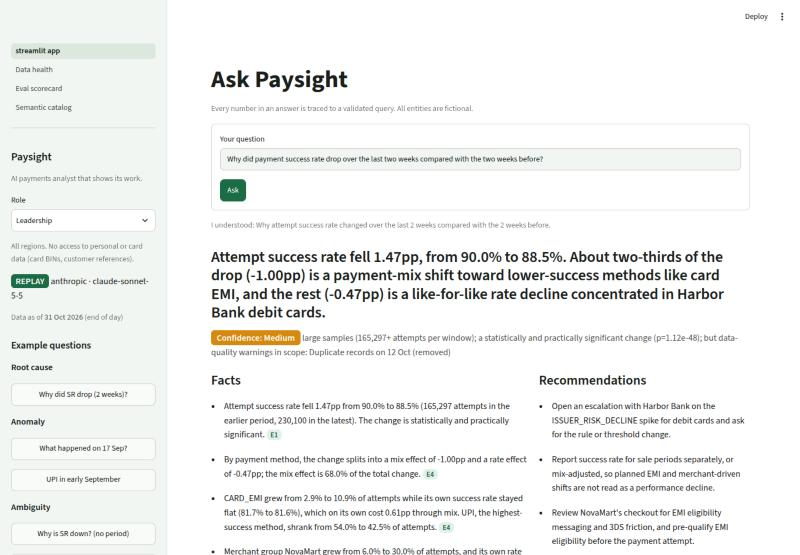 Deploy
streamlit app
Data health
Eval scorecard
Semantic catalog
Paysight
AI payments analyst that shows its work.
Role
Leadership
All regions. No access to personal or card
data (card BINs, customer references).
REPLAY anthropic · claude-sonnet-
5-5
Data as of 31 Oct 2026 (end of day)
Example questions
Root cause
Why did SR drop (2 weeks)?
Anomaly
What happened on 17 Sep?
UPI in early September
Ambiguity
Why is SR down? (no period)
Ask Paysight
Every number in an answer is traced to a validated query. All entities are fictional.
Your question
Why did payment success rate drop over the last two weeks compared with the two weeks before?
Ask
I understood: Why attempt success rate changed over the last 2 weeks compared with the 2 weeks before.
Attempt success rate fell 1.47pp, from 90.0% to 88.5%. About two-thirds of the
drop (-1.00pp) is a payment-mix shift toward lower-success methods like card
EMI, and the rest (-0.47pp) is a like-for-like rate decline concentrated in Harbor
Bank debit cards.
Confidence: Medium large samples (165,297+ attempts per window); a statistically and practically significant change (p=1.12e-48); but data-
quality warnings in scope: Duplicate records on 12 Oct (removed)
Facts
Attempt success rate fell 1.47pp from 90.0% to 88.5% (165,297 attempts in the
earlier period, 230,100 in the latest). The change is statistically and practically
significant. E1
By payment method, the change splits into a mix effect of -1.00pp and a rate effect
of -0.47pp; the mix effect is 68.0% of the total change. E4
CARD_EMI grew from 2.9% to 10.9% of attempts while its own success rate stayed
flat (81.7% to 81.6%), which on its own cost 0.61pp through mix. UPI, the highest-
success method, shrank from 54.0% to 42.5% of attempts. E4
Merchant group NovaMart grew from 6.0% to 30.0% of attempts, and its own rate
Recommendations
Open an escalation with Harbor Bank on the
ISSUER_RISK_DECLINE spike for debit cards and ask
for the rule or threshold change.
Report success rate for sale periods separately, or
mix-adjusted, so planned EMI and merchant-driven
shifts are not read as a performance decline.
Review NovaMart's checkout for EMI eligibility
messaging and 3DS friction, and pre-qualify EMI
eligibility before the payment attempt.